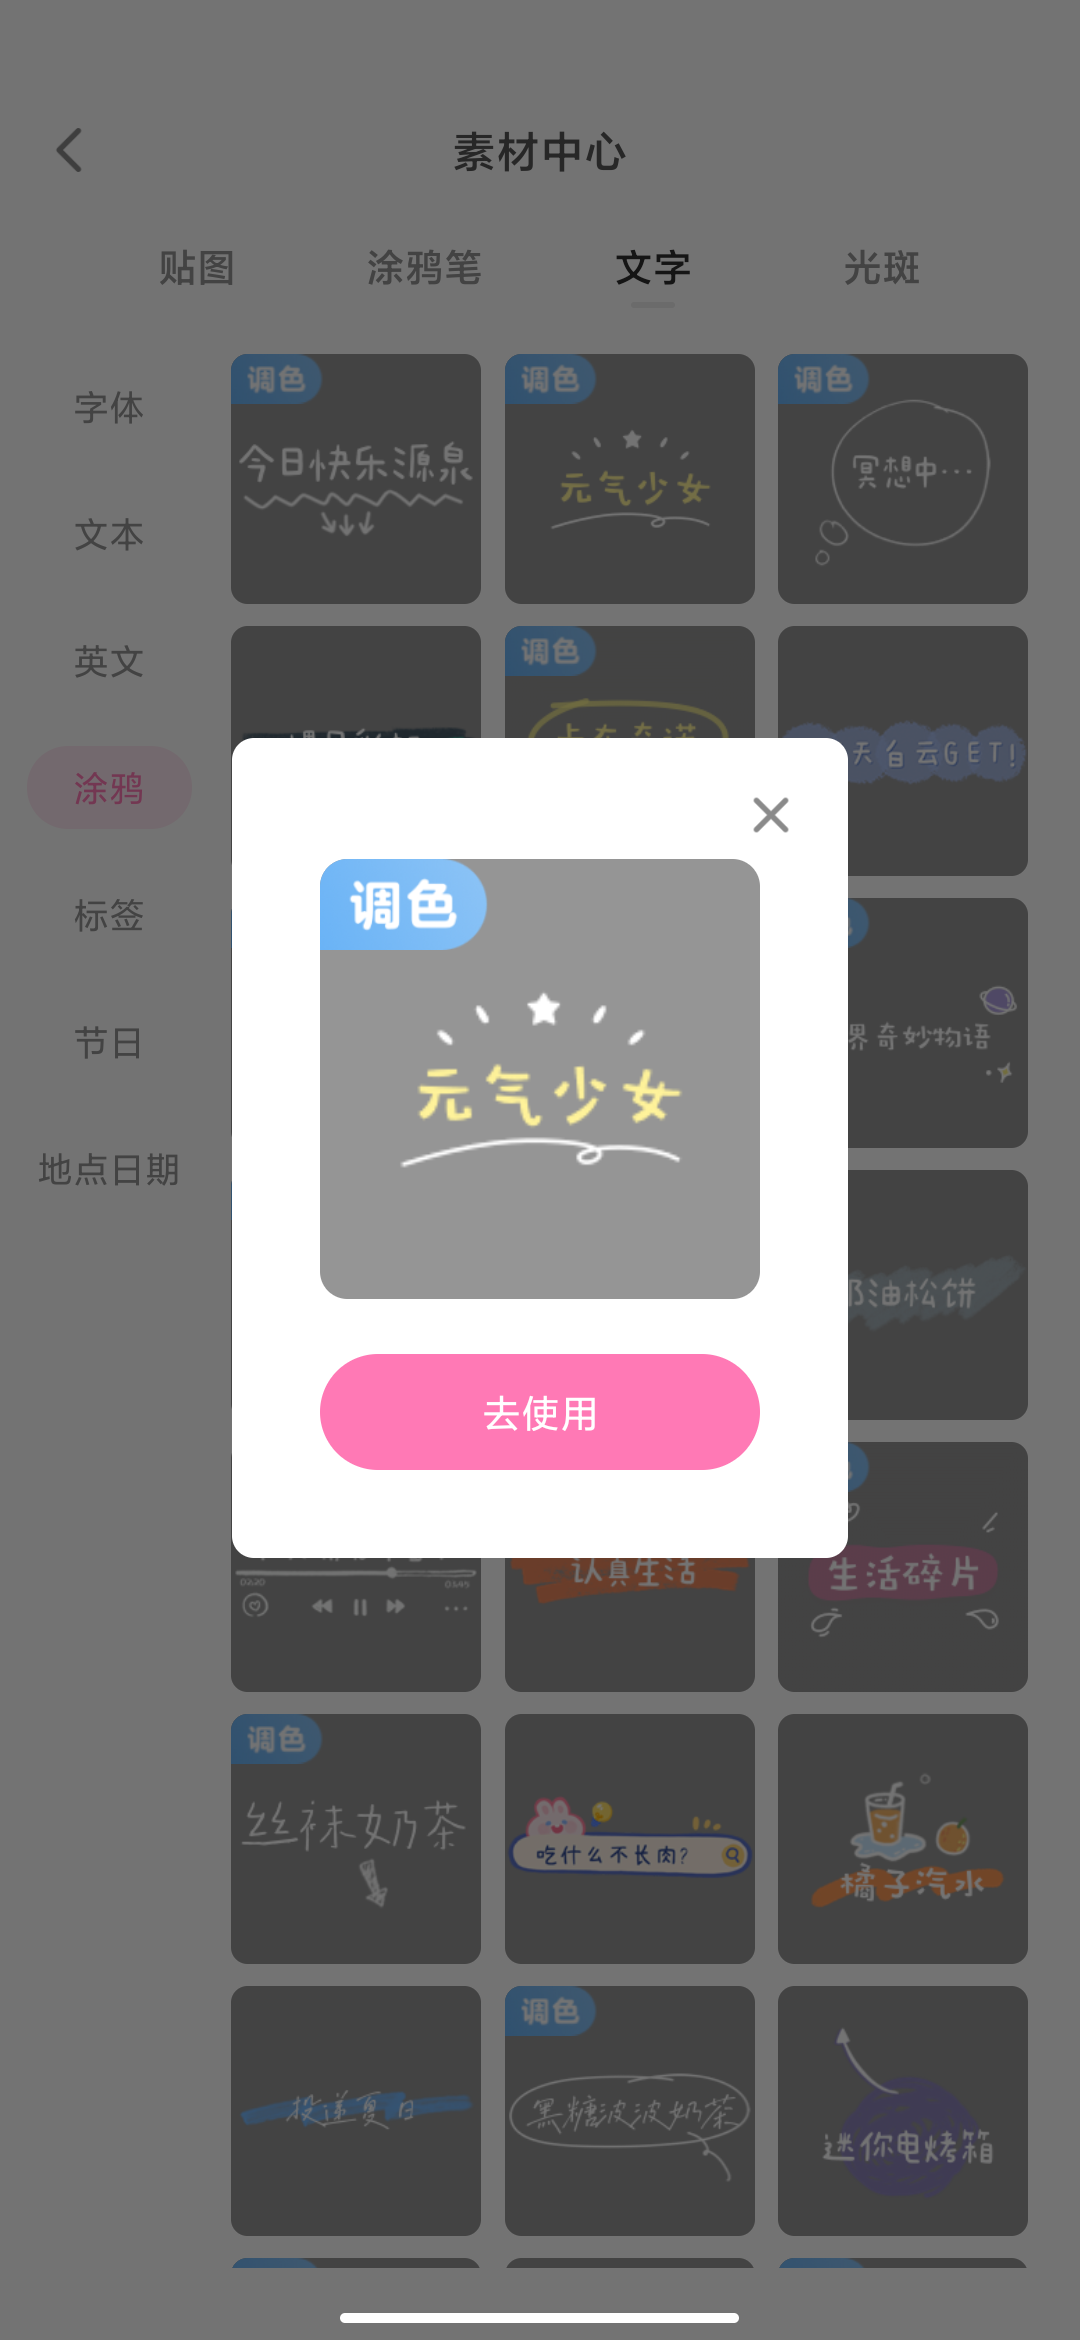 素材中心
贴图
涂鸦笔
文字
光斑
字体
文本
英文
涂鸦
标签
节日
地点日期
调色
今日快乐源泉
调色
元气少女
调色
冥想中…
调色
天白云GET!
调色
元气少女
去使用
界奇妙物语
油松饼
02:20
03:45
认真生活
生活碎片
调色
丝袜奶茶
吃什么不长肉?
橘子汽水
投递夏日
调色
黑糖波波奶茶
迷你电烤箱